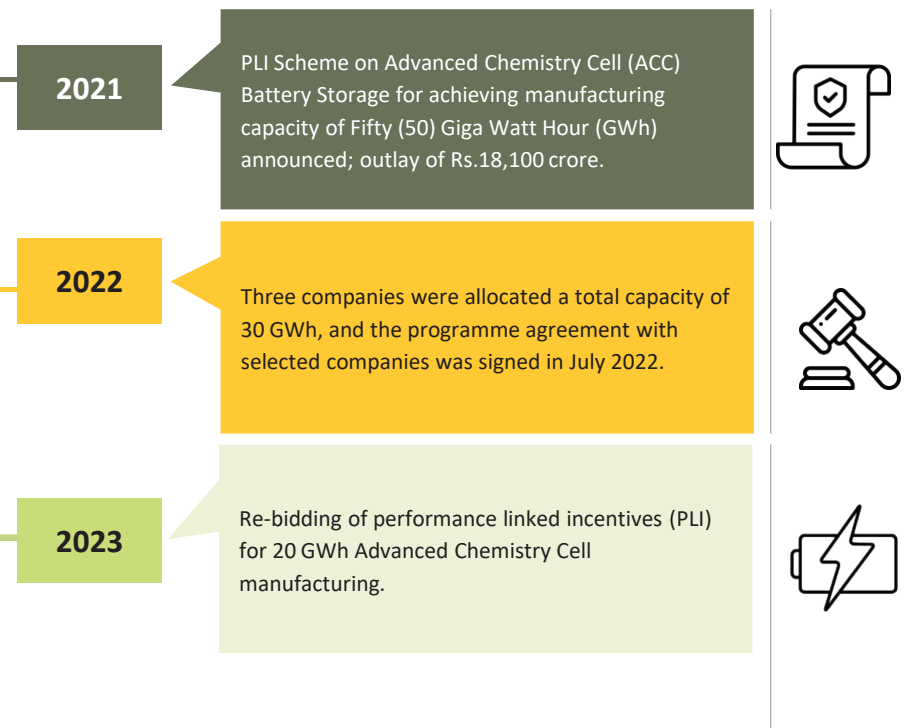 2021
PLI Scheme on Advanced Chemistry Cell (ACC)
Battery Storage for achieving manufacturing
capacity of Fifty (50) Giga Watt Hour (GWh)
announced; outlay of Rs.18,100 crore.
2022
Three companies were allocated a total capacity of
30 GWh, and the programme agreement with
selected companies was signed in July 2022.
2023
Re-bidding of performance linked incentives (PLI)
for 20 GWh Advanced Chemistry Cell
manufacturing.